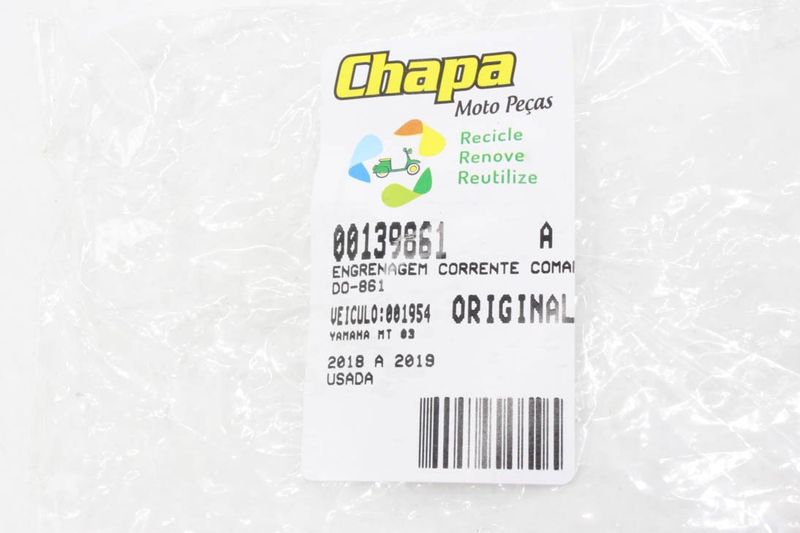 Chapa
Moto Peças
Recicle
Renove
Reutilize
00139861 A
ENGRENAGEM CORRENTE COMA
DO-861
VEICULO:001954 ORIGINAL
YAMAHA MT 03
2018 A 2019
USADA